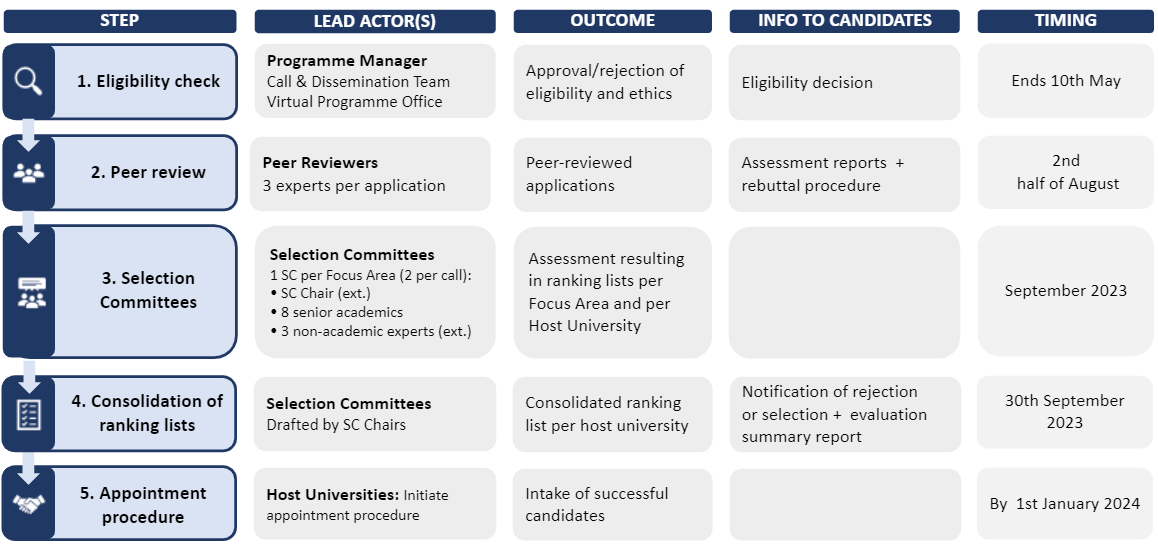 STEP
LEAD ACTOR(S)
OUTCOME
INFO TO CANDIDATES
TIMING
1. Eligibility check
Programme Manager
Call & Dissemination Team
Virtual Programme Office
Approval/rejection of
eligibility and ethics
Eligibility decision
Ends 10th May
2. Peer review
Peer Reviewers
3 experts per application
Peer-reviewed
applications
Assessment reports +
rebuttal procedure
2nd
half of August
3. Selection
Committees
Selection Committees
1 SC per Focus Area (2 per call):
• SC Chair (ext.)
• 8 senior academics
• 3 non-academic experts (ext.)
Assessment resulting
in ranking lists per
Focus Area and per
Host University
September 2023
4. Consolidation of
ranking lists
Selection Committees
Drafted by SC Chairs
Consolidated ranking
list per host university
Notification of rejection
or selection + evaluation
summary report
30th September
2023
5. Appointment
procedure
Host Universities: Initiate
appointment procedure
Intake of successful
candidates
By 1st January 2024